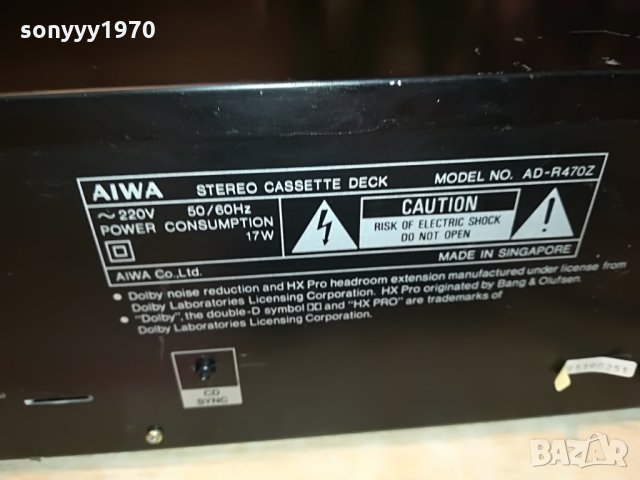 sonyyy1970
AIWA STEREO CASSETTE DECK MODEL NO. AD-R470Z
~220V 50/60Hz
POWER CONSUMPTION
17W
CAUTION
RISK OF ELECTRIC SHOCK
DO NOT OPEN
AIWA Co.,Ltd.
MADE IN SINGAPORE
• Dolby noise reduction and HX Pro headroom extension manufactured under license from
Dolby Laboratories Licensing Corporation. HX Pro originated by Bang & Olufsen.
• "Dolby", the double-D symbol and "HX PRO" are trademarks of
Dolby Laboratories Licensing Corporation.
CD
SYNC
BAZAR